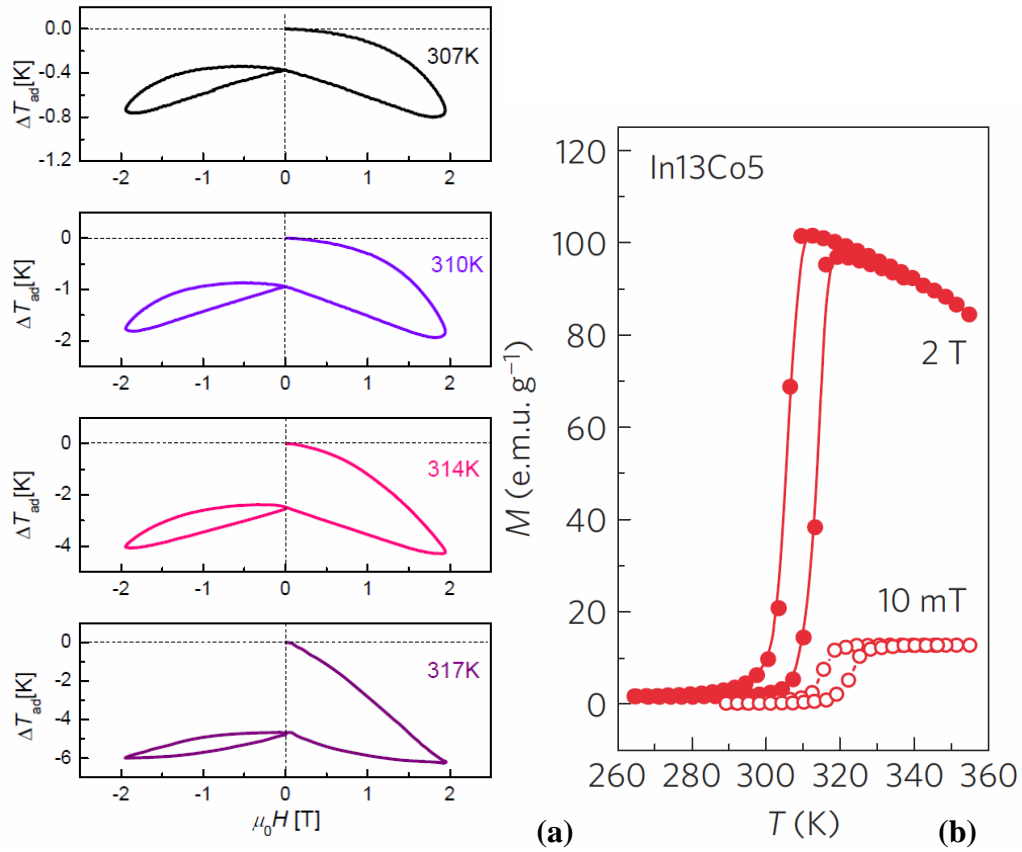 0.0
-0.4
-0.8
-1.2
ΔTad[K]
307K
-2 -1 0 1 2
0
-1
-2
ΔTad[K]
310K
-2 -1 0 1 2
0
-2
-4
ΔTad[K]
314K
-2 -1 0 1 2
0
-2
-4
-6
ΔTad[K]
317K
-2 -1 0 1 2
μ0H [T]
(a)
120
100
80
60
40
20
0
M (e.m.u. g−1)
In13Co5
2 T
10 mT
260 280 300 320 340 360
T (K)
(b)